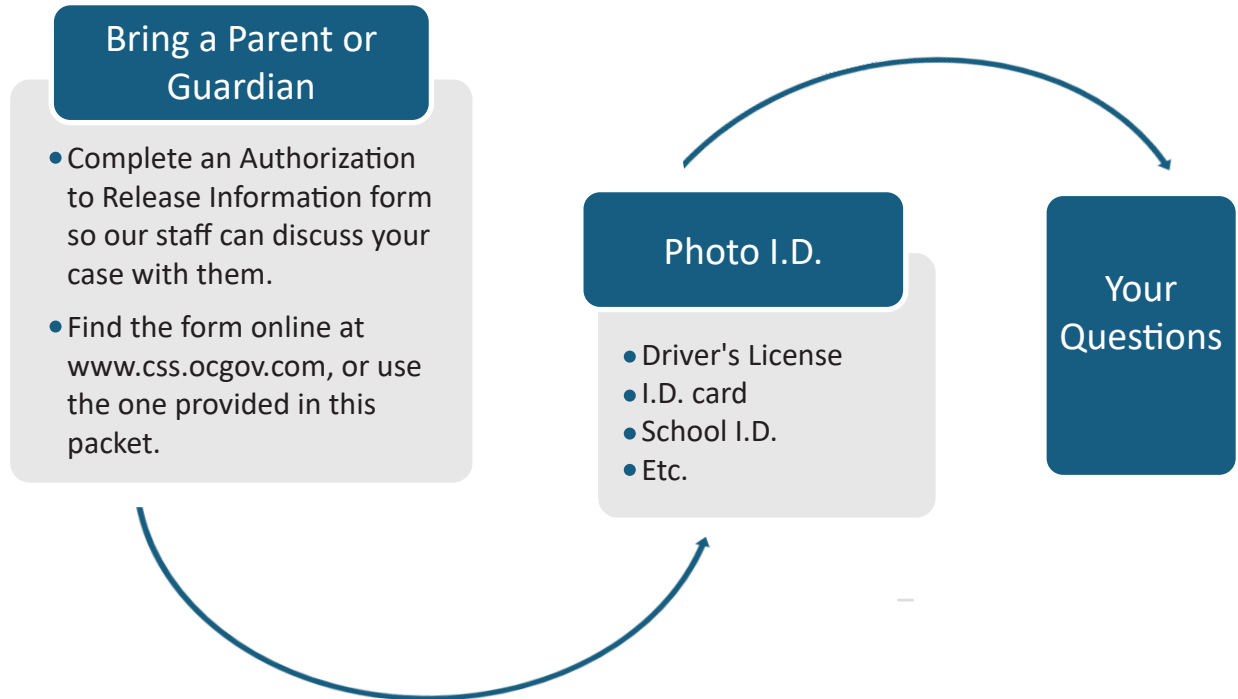 Bring a Parent or
Guardian
• Complete an Authorization
to Release Information form
so our staff can discuss your
case with them.
• Find the form online at
www.css.ocgov.com, or use
the one provided in this
packet.
Photo I.D.
• Driver's License
• I.D. card
• School I.D.
• Etc.
Your
Questions